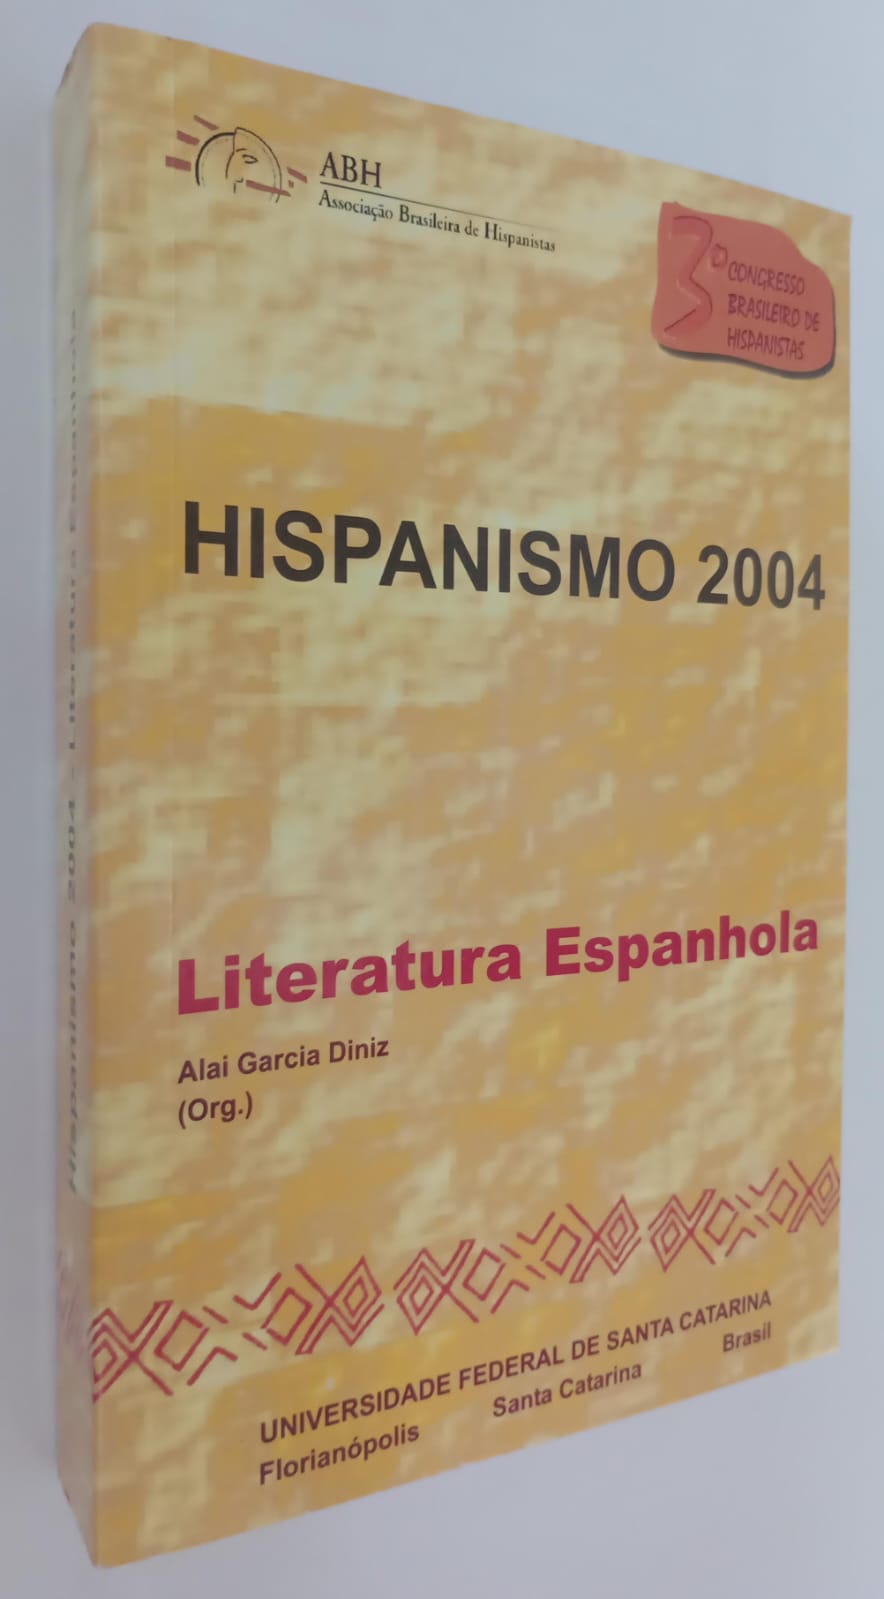 ABH
Associação Brasileira de Hispanistas
3º
CONGRESSO
BRASILEIRO DE
HISPANISTAS
HISPANISMO 2004
Literatura Espanhola
Alai Garcia Diniz
(Org.)
UNIVERSIDADE FEDERAL DE SANTA CATARINA
Florianópolis Santa Catarina Brasil
Hispanismo 2004 - Literatura Espanhola